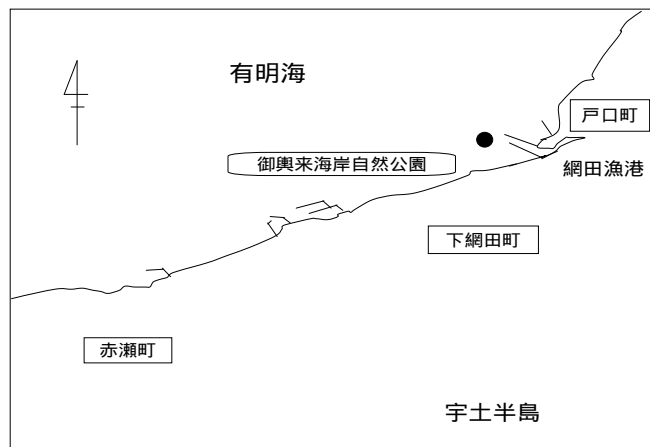 有明海
戸口町
御輿来海岸自然公園
網田漁港
下網田町
赤瀬町
宇土半島